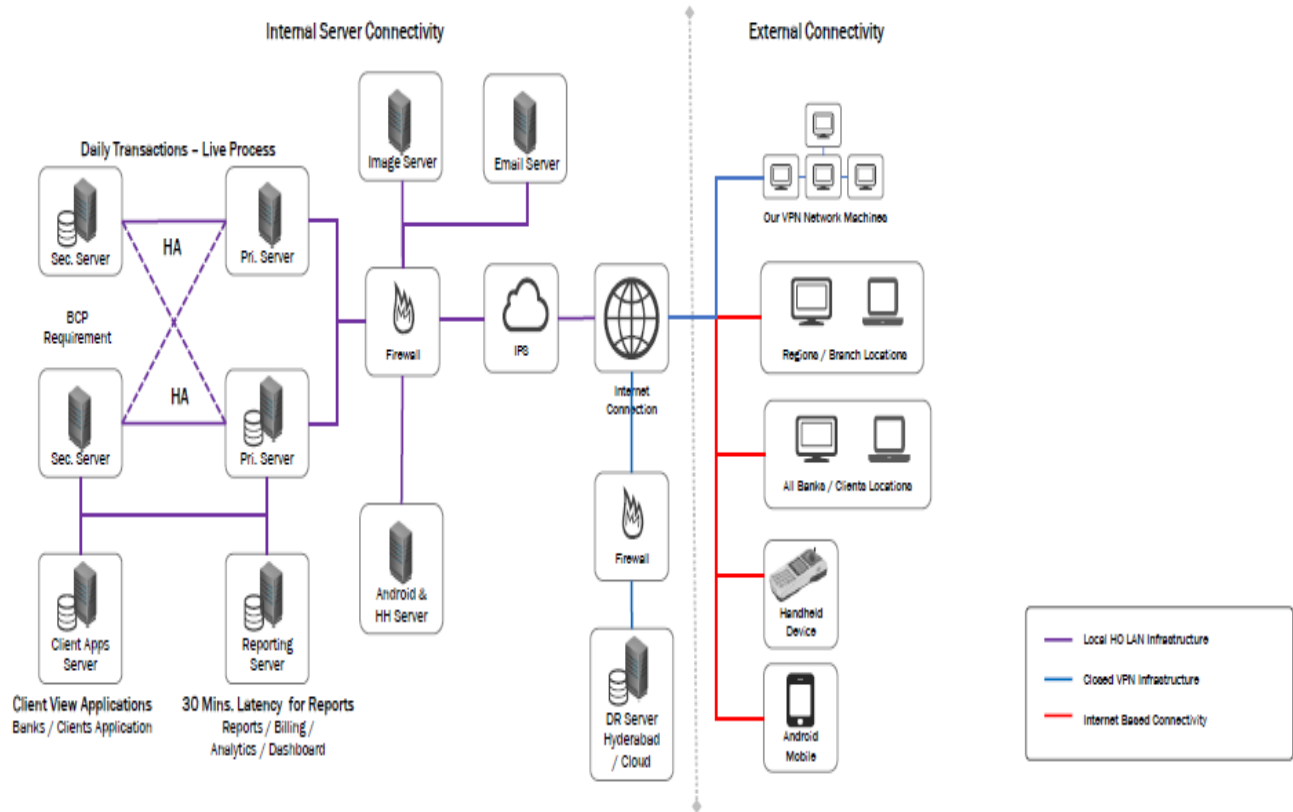 Internal Server Connectivity
External Connectivity
Daily Transactions – Live Process
Image Server
Email Server
Sec. Server
HA
Pri. Server
Our VPN Network Machines
BCP
Requirement
Firewall
IPS
Internet
Connection
Regions / Branch Locations
Sec. Server
HA
Pri. Server
All Banks / Clients Locations
Client Apps
Server
Reporting
Server
Android &
HH Server
Firewall
Handheld
Device
Client View Applications
Banks / Clients Application
30 Mins. Latency for Reports
Reports / Billing /
Analytics / Dashboard
DR Server
Hyderabad
/ Cloud
Android
Mobile
Local HO LAN Infrastructure
Closed VPN Infrastructure
Internet Based Connectivity